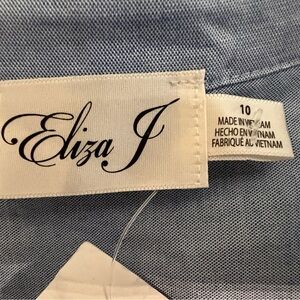 Eliza J
10
MADE IN VIETNAM
HECHO EN VIETNAM
FABRIQUÉ AU VIETNAM